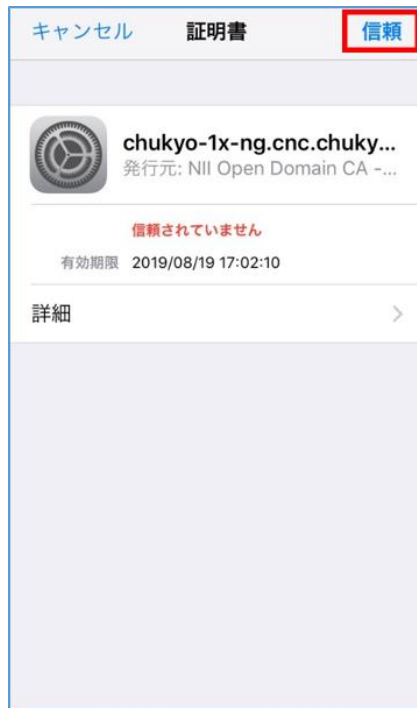 キャンセル 証明書 信頼
chukyo-1x-ng.cnc.chuky...
発行元: NII Open Domain CA -...
信頼されていません
有効期限 2019/08/19 17:02:10
詳細